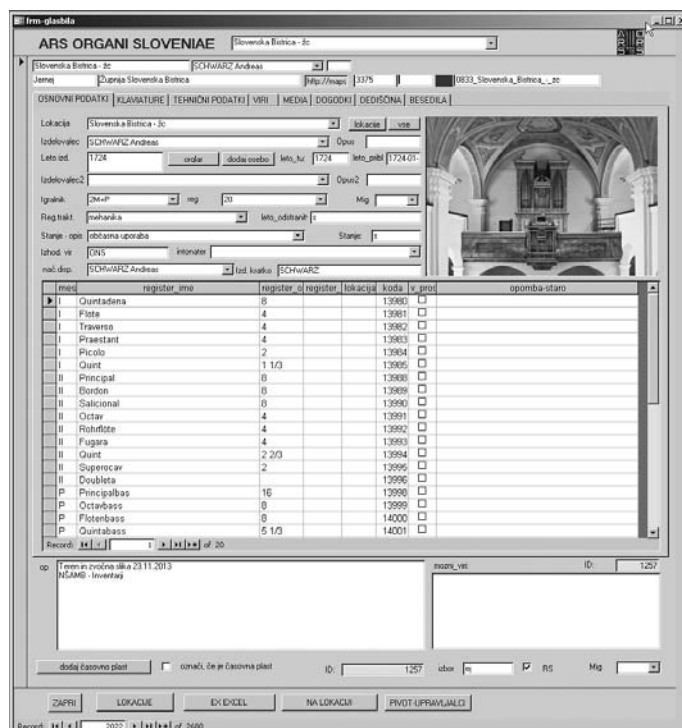 frm-glasbila
ARS ORGANI SLOVENIAE Slovenska Bistrica - žc
Slovenska Bistrica - žc SCHWARZ Andreas
Jernej Župnija Slovenska Bistrica http://maps 3375 0833_Slovenska_Bistrica_-_zc
OSNOVNI PODATKI KLAVIATURE TEHNIČNI PODATKI VIRI MEDIA DOGODKI DEDIŠČINA BESEDILA
Lokacija Slovenska Bistrica - žc lokacije vse
Izdelovalec SCHWARZ Andreas Opus
Leto izd. 1724 orglar dodaj osebo 1724 leto_pribl 1724-01-
Izdelovalec2 Opus2
Igralnik 2M+P reg 20 Mig
Reg.trakt. mehanika leto_odstranit x
Stanje - opis občasna uporaba Stanje: x
Izhod. vir ONS intonater
nač.disp. SCHWARZ Andreas Izd. kratko SCHWARZ
mes register_ime register_o register_ lokacija koda v_pros opomba-staro
I Quintadena 8 13980
I Flote 4 13981
I Traverso 4 13982
I Praestant 4 13983
I Picolo 2 13984
I Quint 1 1/3 13985
II Principal 8 13988
II Bordon 8 13989
II Salicional 8 13990
II Octav 4 13991
II Rohrflöte 4 13992
II Fugara 4 13993
II Quint 2 2/3 13994
II Superocav 2 13995
II Doubleta 13996
P Principalbas 16 13998
P Octavbass 8 13999
P Flotenbass 8 14000
P Quintabass 5 1/3 14001
Record: 1 of 20
op Teren in zvočna slika 23.11.2013 mozni_viri: ID: 1257
NŠAMB - Inventarji
dodaj časovno plast označi, če je časovna plast ID: 1257 izbor mj RS Mig
ZAPRI LOKACIJE EX EXCEL NA LOKACIJI PIVOT-UPRAVLJALCI
Record: 2022 of 2680